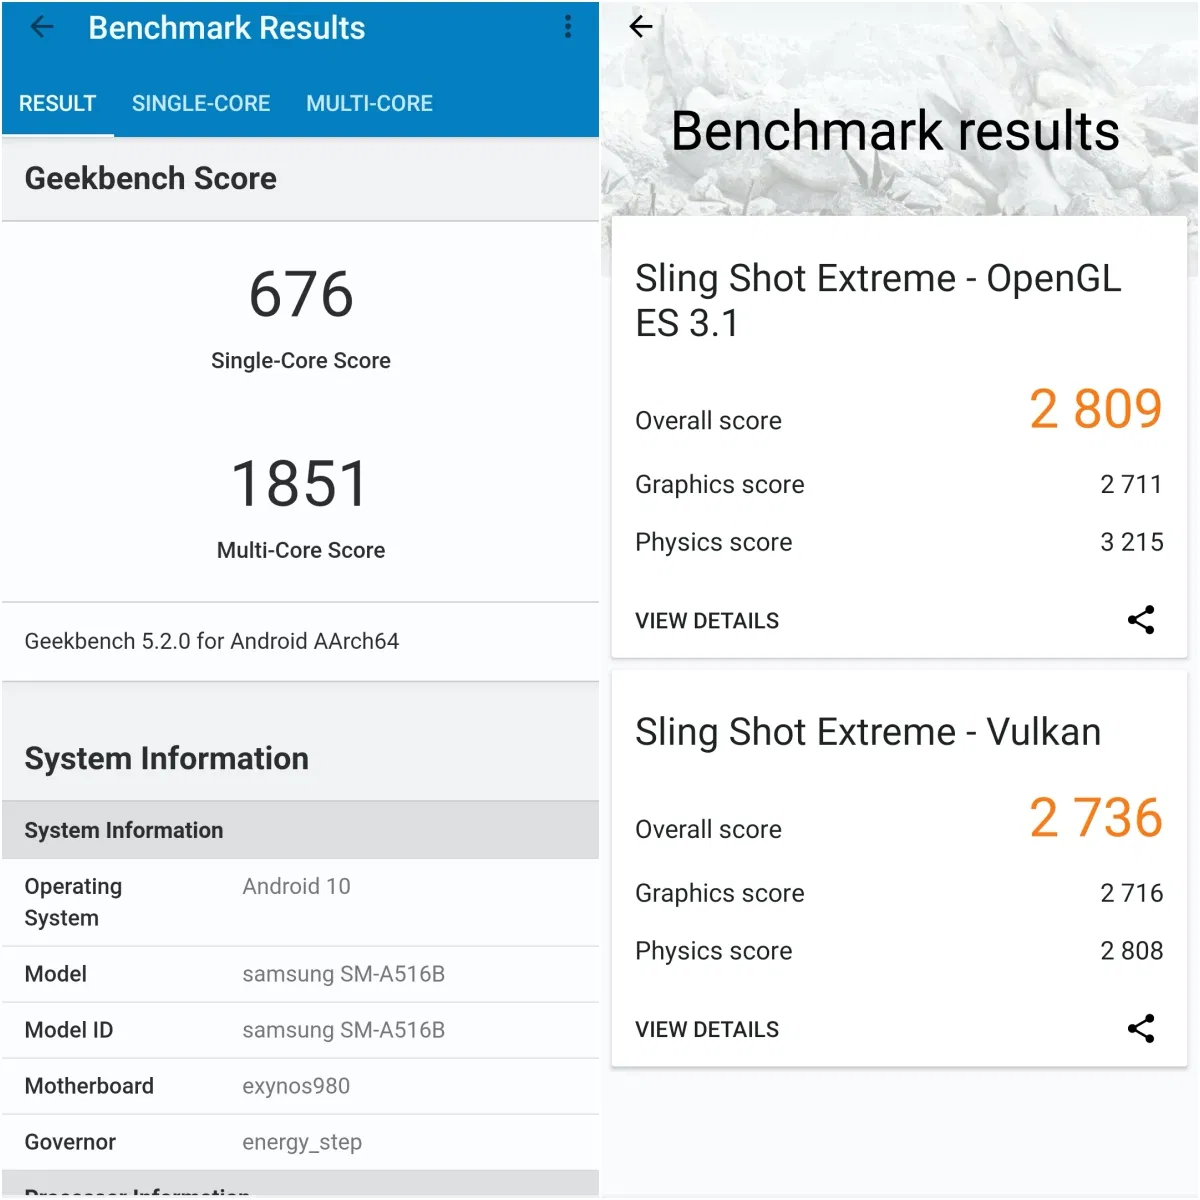 Benchmark Results
RESULT SINGLE-CORE MULTI-CORE
Geekbench Score
676
Single-Core Score
1851
Multi-Core Score
Geekbench 5.2.0 for Android AArch64
System Information
System Information
Operating System Android 10
Model samsung SM-A516B
Model ID samsung SM-A516B
Motherboard exynos980
Governor energy_step
Processor Information
Benchmark results
Sling Shot Extreme - OpenGL
ES 3.1
Overall score 2 809
Graphics score 2 711
Physics score 3 215
VIEW DETAILS
Sling Shot Extreme - Vulkan
Overall score 2 736
Graphics score 2 716
Physics score 2 808
VIEW DETAILS